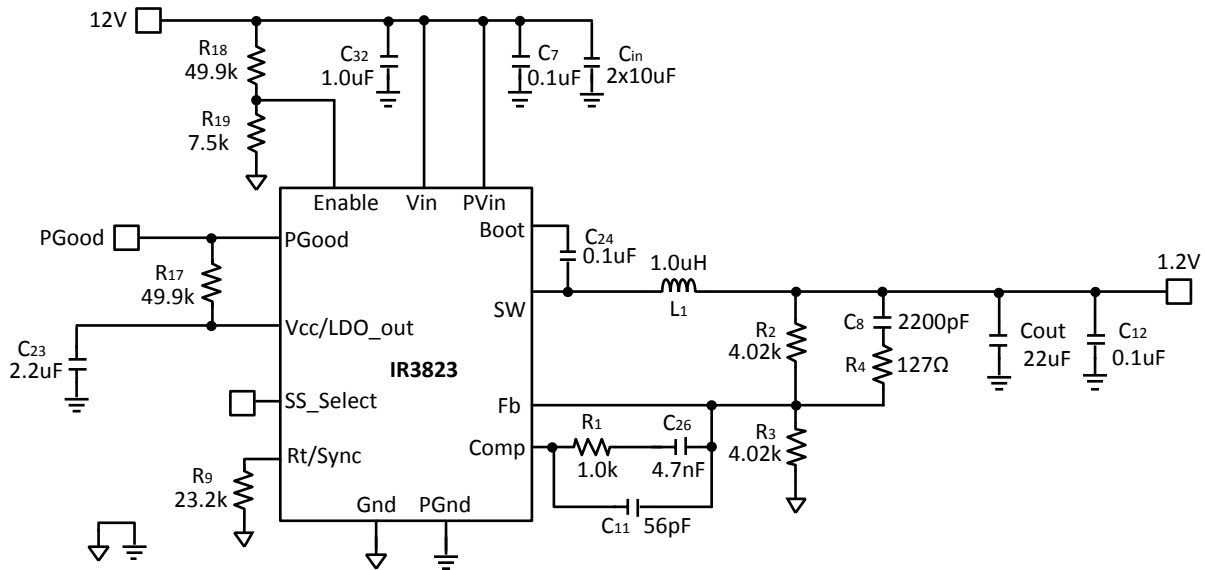 12V
R18
49.9k
C32
1.0uF
C7
0.1uF
Cin
2x10uF
R19
7.5k
Enable
Vin
PVin
PGood
PGood
Boot
C24
0.1uF
R17
49.9k
1.0uH
L1
1.2V
SW
Vcc/LDO_out
C23
2.2uF
IR3823
R2
4.02k
C8
2200pF
R4
127Ω
Cout
22uF
C12
0.1uF
SS_Select
Fb
Rt/Sync
Comp
R1
1.0k
C26
4.7nF
R3
4.02k
R9
23.2k
Gnd
PGnd
C11
56pF